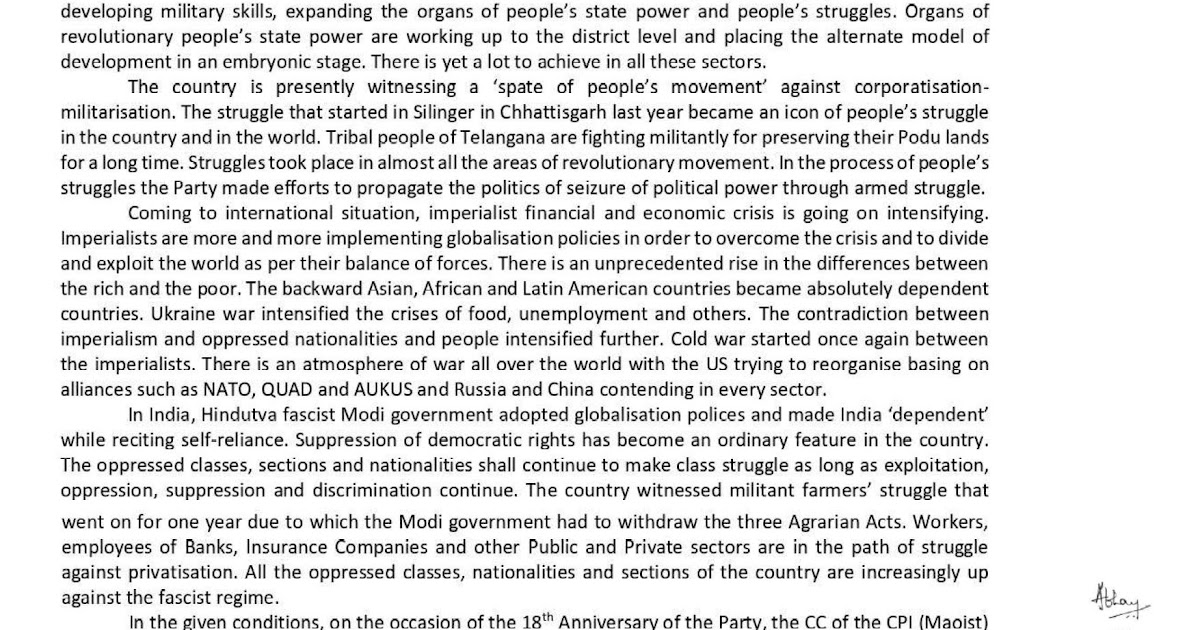 developing military skills, expanding the organs of people’s state power and people’s struggles. Organs of
revolutionary people’s state power are working up to the district level and placing the alternate model of
development in an embryonic stage. There is yet a lot to achieve in all these sectors.
The country is presently witnessing a ‘spate of people’s movement’ against corporatisation-
militarisation. The struggle that started in Silinger in Chhattisgarh last year became an icon of people’s struggle
in the country and in the world. Tribal people of Telangana are fighting militantly for preserving their Podu lands
for a long time. Struggles took place in almost all the areas of revolutionary movement. In the process of people’s
struggles the Party made efforts to propagate the politics of seizure of political power through armed struggle.
Coming to international situation, imperialist financial and economic crisis is going on intensifying.
Imperialists are more and more implementing globalisation policies in order to overcome the crisis and to divide
and exploit the world as per their balance of forces. There is an unprecedented rise in the differences between
the rich and the poor. The backward Asian, African and Latin American countries became absolutely dependent
countries. Ukraine war intensified the crises of food, unemployment and others. The contradiction between
imperialism and oppressed nationalities and people intensified further. Cold war started once again between
the imperialists. There is an atmosphere of war all over the world with the US trying to reorganise basing on
alliances such as NATO, QUAD and AUKUS and Russia and China contending in every sector.
In India, Hindutva fascist Modi government adopted globalisation polices and made India ‘dependent’
while reciting self-reliance. Suppression of democratic rights has become an ordinary feature in the country.
The oppressed classes, sections and nationalities shall continue to make class struggle as long as exploitation,
oppression, suppression and discrimination continue. The country witnessed militant farmers’ struggle that
went on for one year due to which the Modi government had to withdraw the three Agrarian Acts. Workers,
employees of Banks, Insurance Companies and other Public and Private sectors are in the path of struggle
against privatisation. All the oppressed classes, nationalities and sections of the country are increasingly up
against the fascist regime.
Abhay
In the given conditions, on the occasion of the 18th Anniversary of the Party, the CC of the CPI (Maoist)